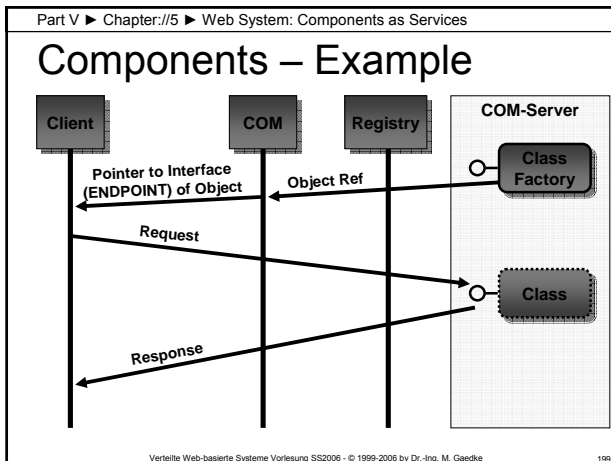 Part V ► Chapter://5 ► Web System: Components as Services
Components – Example
Client
COM
Registry
COM-Server
Class
Factory
Pointer to Interface
(ENDPOINT) of Object
Object Ref
Request
Class
Response
Verteilte Web-basierte Systeme Vorlesung SS2006 - © 1999-2006 by Dr.-Ing. M. Gaedke
199